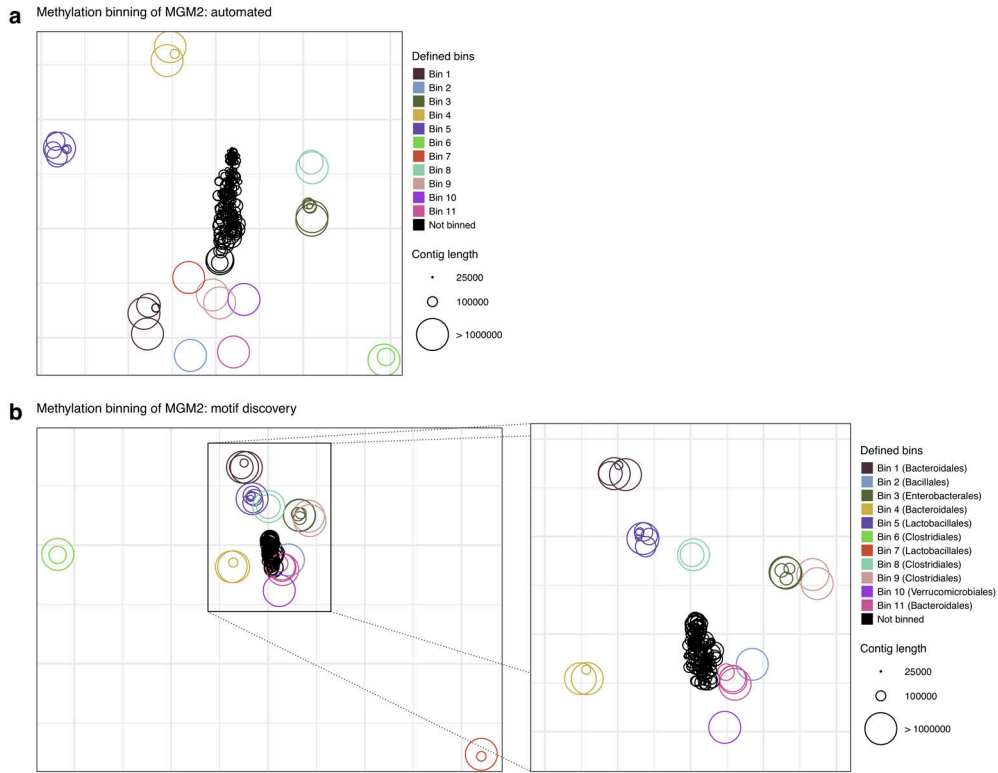 a Methylation binning of MGM2: automated
Defined bins
Bin 1
Bin 2
Bin 3
Bin 4
Bin 5
Bin 6
Bin 7
Bin 8
Bin 9
Bin 10
Bin 11
Not binned
Contig length
25000
100000
> 1000000
b Methylation binning of MGM2: motif discovery
Defined bins
Bin 1 (Bacteroidales)
Bin 2 (Bacillales)
Bin 3 (Enterobacterales)
Bin 4 (Bacteroidales)
Bin 5 (Lactobacillales)
Bin 6 (Clostridiales)
Bin 7 (Lactobacillales)
Bin 8 (Clostridiales)
Bin 9 (Clostridiales)
Bin 10 (Verrucomicrobiales)
Bin 11 (Bacteroidales)
Not binned
Contig length
25000
100000
> 1000000